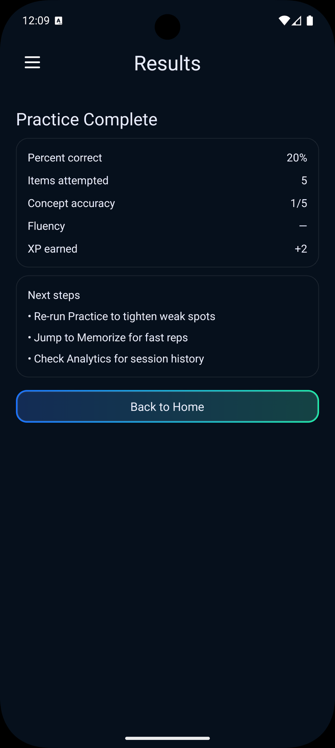 12:09 A
Results
Practice Complete
Percent correct 20%
Items attempted 5
Concept accuracy 1/5
Fluency —
XP earned +2
Next steps
• Re-run Practice to tighten weak spots
• Jump to Memorize for fast reps
• Check Analytics for session history
Back to Home